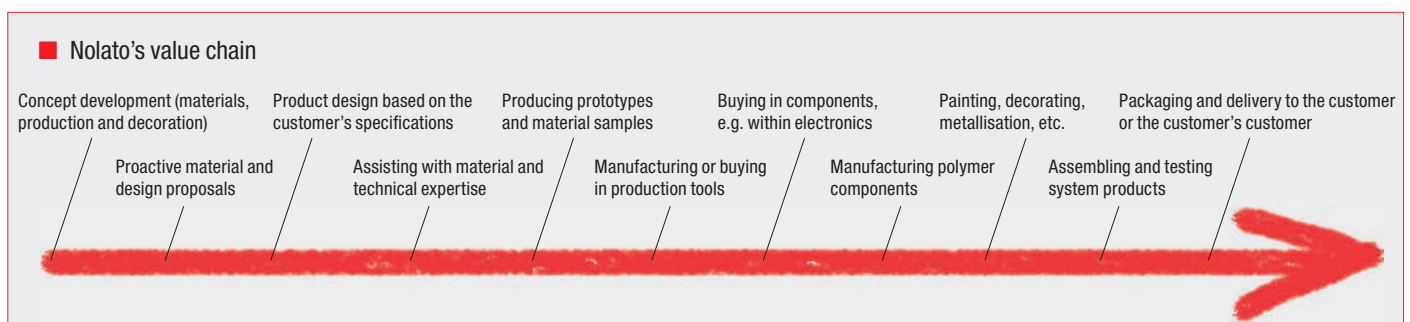 Nolato's value chain
Concept development (materials,
production and decoration)
Proactive material and
design proposals
Product design based on the
customer's specifications
Assisting with material and
technical expertise
Producing prototypes
and material samples
Manufacturing or buying
in production tools
Buying in components,
e.g. within electronics
Manufacturing polymer
components
Painting, decorating,
metallisation, etc.
Assembling and testing
system products
Packaging and delivery to the customer
or the customer's customer